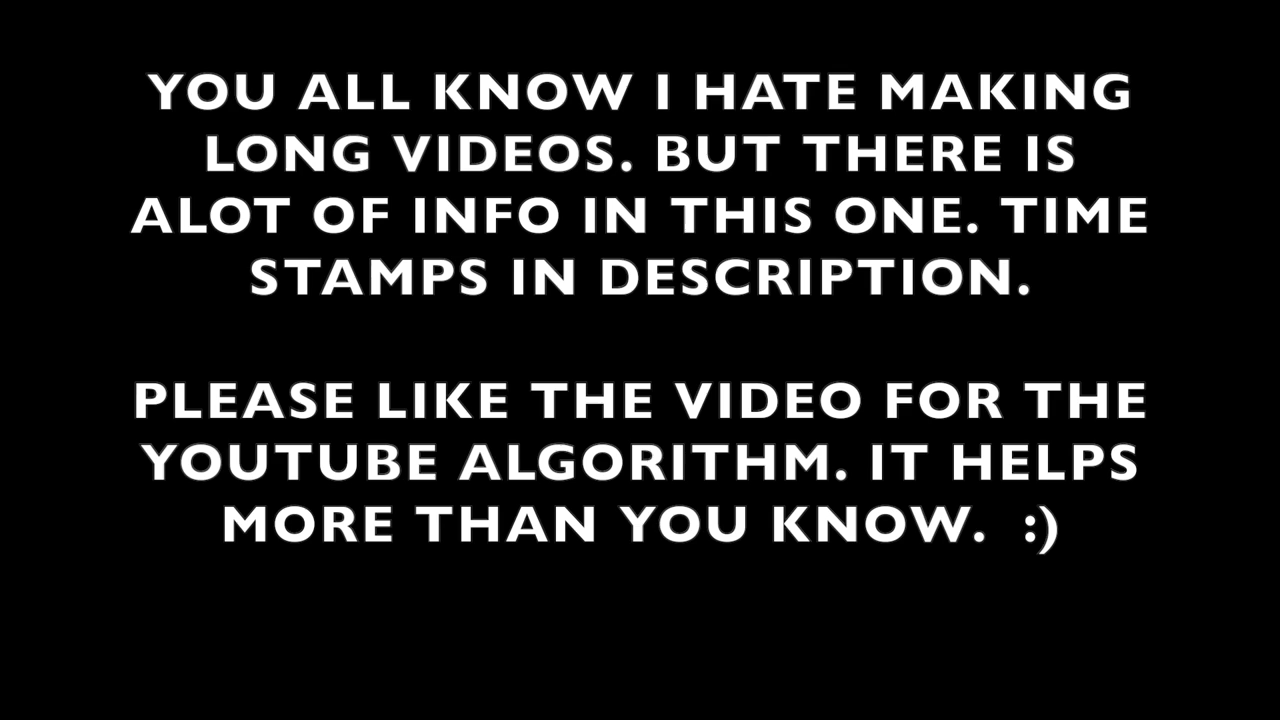 YOU ALL KNOW I HATE MAKING
LONG VIDEOS. BUT THERE IS
ALOT OF INFO IN THIS ONE. TIME
STAMPS IN DESCRIPTION.
PLEASE LIKE THE VIDEO FOR THE
YOUTUBE ALGORITHM. IT HELPS
MORE THAN YOU KNOW.  :)